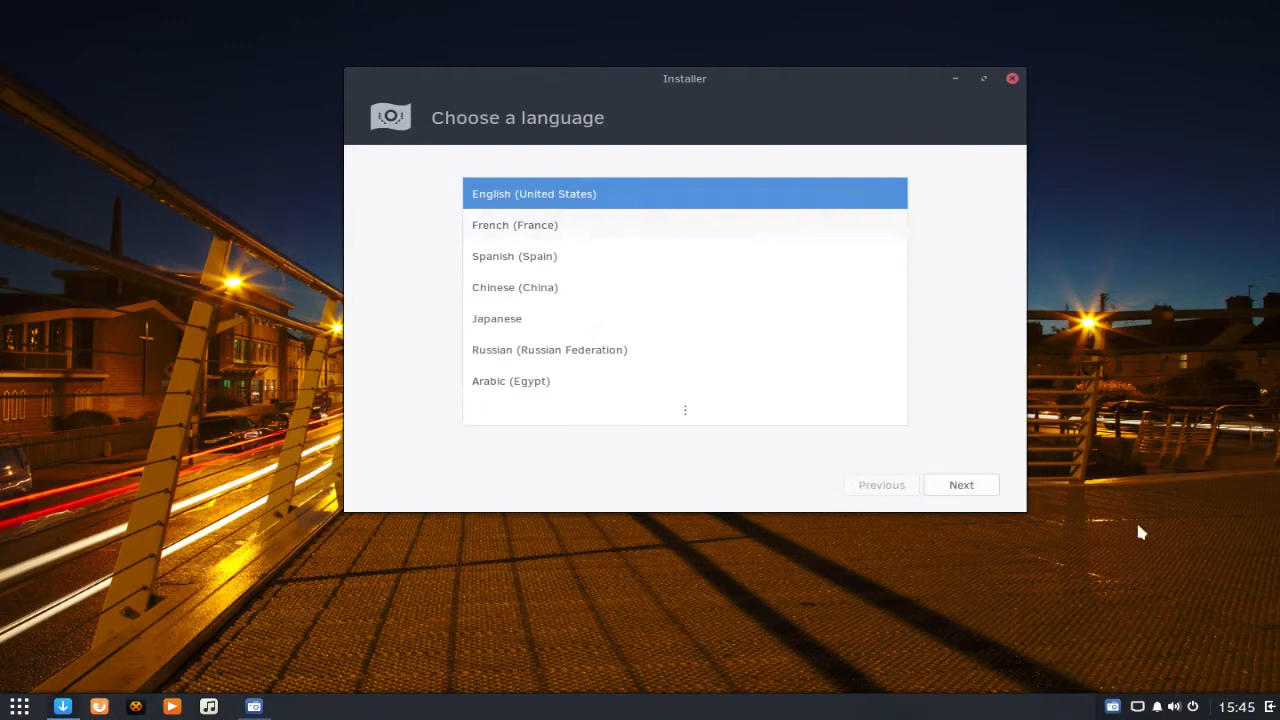 Installer
Choose a language
English (United States)
French (France)
Spanish (Spain)
Chinese (China)
Japanese
Russian (Russian Federation)
Arabic (Egypt)
Previous
Next
15:45